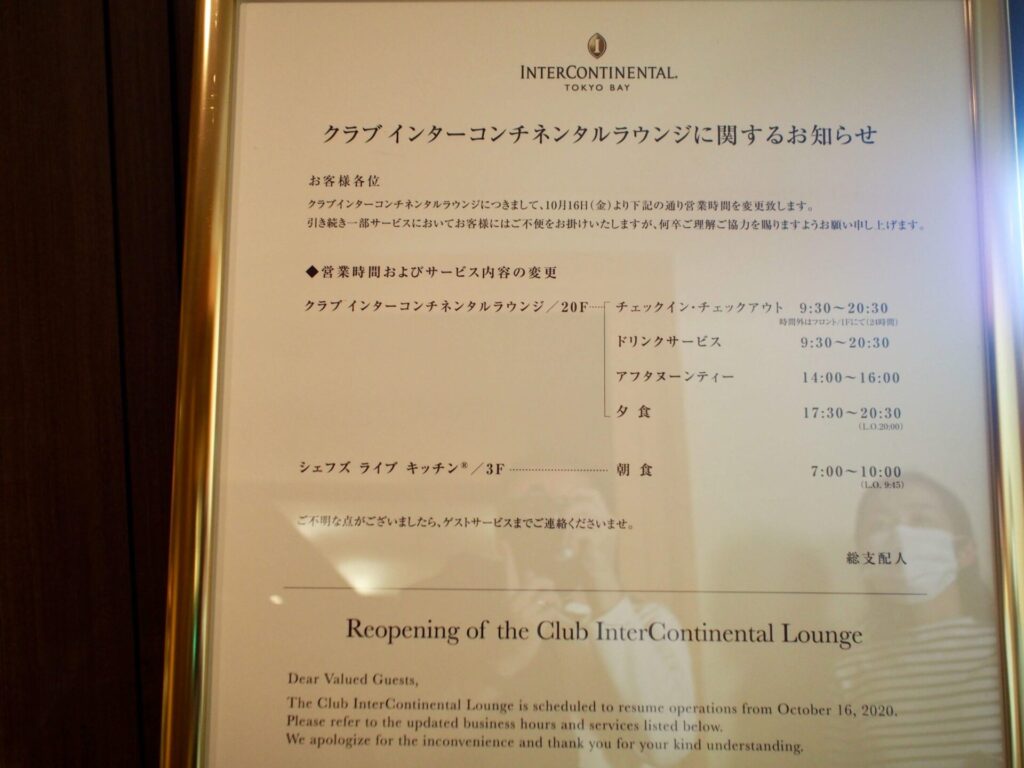 INTERCONTINENTAL.
TOKYO BAY
クラブ インターコンチネンタルラウンジに関するお知らせ
お客様各位
クラブインターコンチネンタルラウンジにつきまして、10月16日(金)より下記の通り営業時間を変更致します。
引き続き一部サービスにおいてお客様にはご不便をお掛けいたしますが、何卒ご理解ご協力を賜りますようお願い申し上げます。
◆営業時間およびサービス内容の変更
クラブ インターコンチネンタルラウンジ/20F チェックイン・チェックアウト 9:30~20:30
時間外はフロント/1Fにて(24時間)
ドリンクサービス 9:30~20:30
アフタヌーンティー 14:00~16:00
夕 食 17:30~20:30
(L.O.20:00)
シェフズ ライブ キッチン®/3F 朝 食 7:00~10:00
(L.O. 9:45)
ご不明な点がございましたら、ゲストサービスまでご連絡くださいませ。
総支配人
Reopening of the Club InterContinental Lounge
Dear Valued Guests,
The Club InterContinental Lounge is scheduled to resume operations from October 16, 2020.
Please refer to the updated business hours and services listed below.
We apologize for the inconvenience and thank you for your kind understanding.